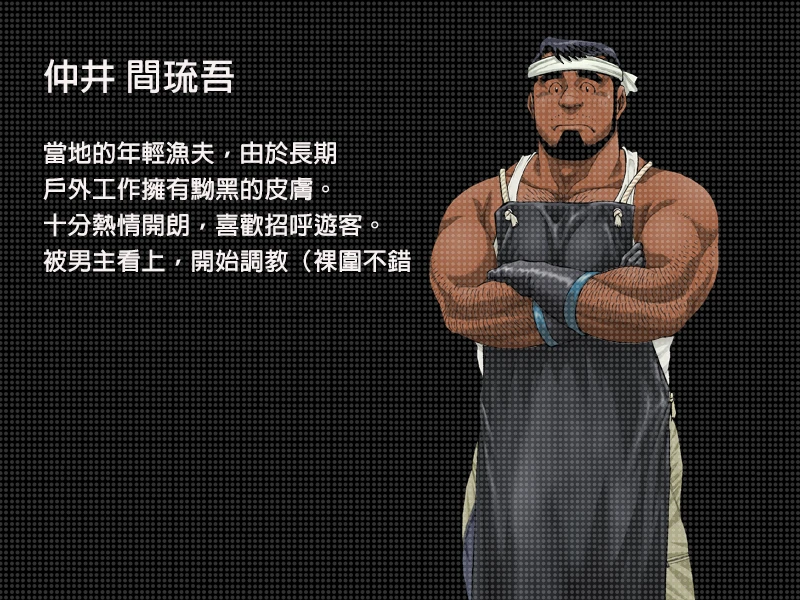 仲井 間琉吾
當地的年輕漁夫，由於長期
戶外工作擁有黝黑的皮膚。
十分熱情開朗，喜歡招呼遊客。
被男主看上，開始調教（裸圍不錯